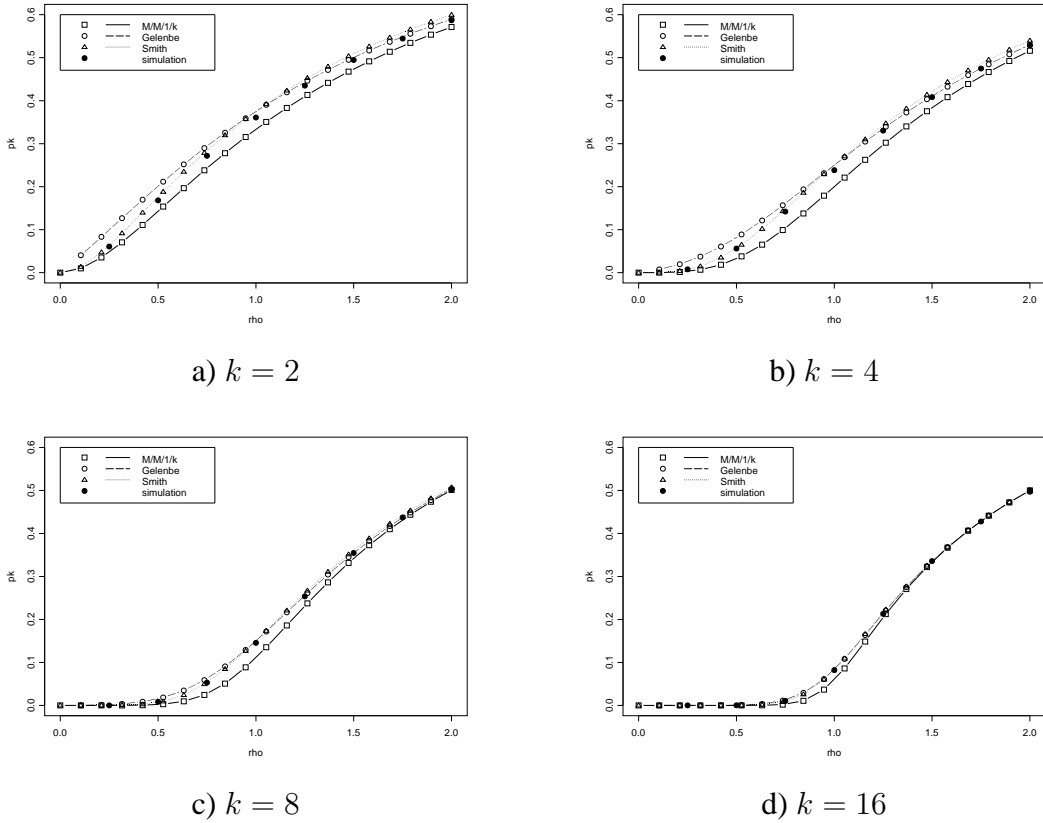 0.6
0.5
0.4
0.3
0.2
0.1
0.0
pk
M/M/1/k
Gelenbe
Smith
simulation
0.0 0.5 1.0 1.5 2.0
rho
a) k = 2
0.6
0.5
0.4
0.3
0.2
0.1
0.0
pk
M/M/1/k
Gelenbe
Smith
simulation
0.0 0.5 1.0 1.5 2.0
rho
b) k = 4
0.6
0.5
0.4
0.3
0.2
0.1
0.0
pk
M/M/1/k
Gelenbe
Smith
simulation
0.0 0.5 1.0 1.5 2.0
rho
c) k = 8
0.6
0.5
0.4
0.3
0.2
0.1
0.0
pk
M/M/1/k
Gelenbe
Smith
simulation
0.0 0.5 1.0 1.5 2.0
rho
d) k = 16